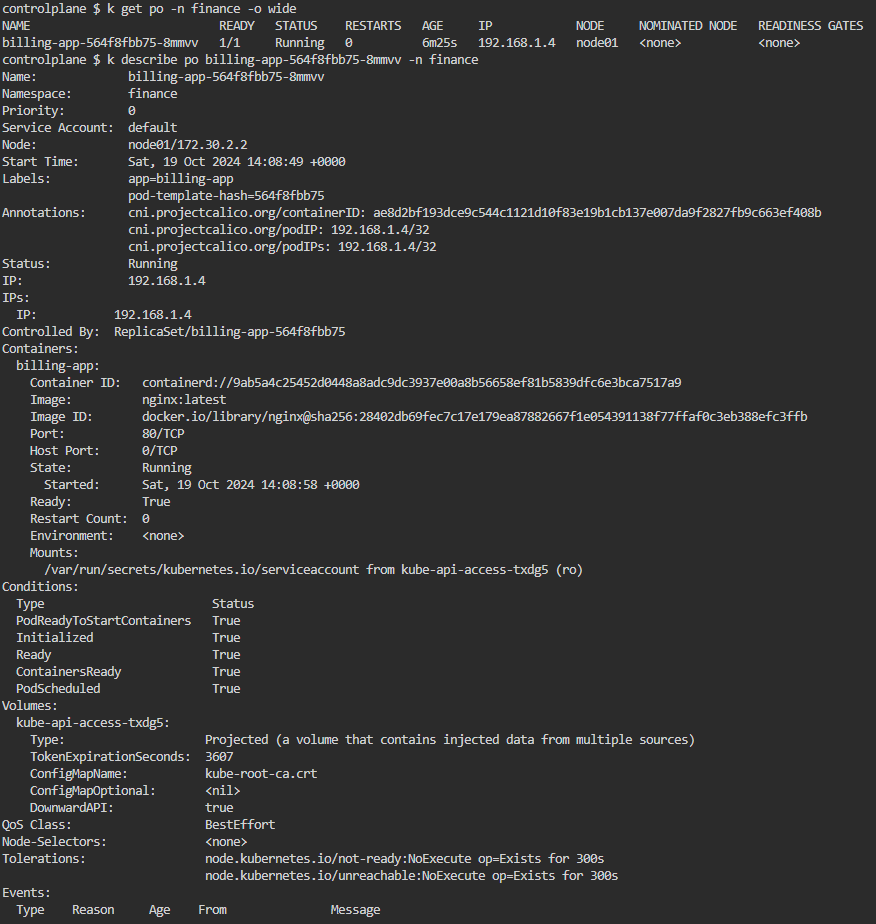 controlplane $ k get po -n finance -o wide
NAME                           READY   STATUS    RESTARTS   AGE     IP            NODE     NOMINATED NODE   READINESS GATES
billing-app-564f8fbb75-8mmvv   1/1     Running   0          6m25s   192.168.1.4   node01   <none>           <none>
controlplane $ k describe po billing-app-564f8fbb75-8mmvv -n finance
Name:             billing-app-564f8fbb75-8mmvv
Namespace:        finance
Priority:         0
Service Account:  default
Node:             node01/172.30.2.2
Start Time:       Sat, 19 Oct 2024 14:08:49 +0000
Labels:           app=billing-app
                  pod-template-hash=564f8fbb75
Annotations:      cni.projectcalico.org/containerID: ae8d2bf193dce9c544c1121d10f83e19b1cb137e007da9f2827fb9c663ef408b
                  cni.projectcalico.org/podIP: 192.168.1.4/32
                  cni.projectcalico.org/podIPs: 192.168.1.4/32
Status:           Running
IP:               192.168.1.4
IPs:
  IP:           192.168.1.4
Controlled By:  ReplicaSet/billing-app-564f8fbb75
Containers:
  billing-app:
    Container ID:   containerd://9ab5a4c25452d0448a8adc9dc3937e00a8b56658ef81b5839dfc6e3bca7517a9
    Image:          nginx:latest
    Image ID:       docker.io/library/nginx@sha256:28402db69fec7c17e179ea87882667f1e054391138f77ffaf0c3eb388efc3ffb
    Port:           80/TCP
    Host Port:      0/TCP
    State:          Running
      Started:      Sat, 19 Oct 2024 14:08:58 +0000
    Ready:          True
    Restart Count:  0
    Environment:    <none>
    Mounts:
      /var/run/secrets/kubernetes.io/serviceaccount from kube-api-access-txdg5 (ro)
Conditions:
  Type                        Status
  PodReadyToStartContainers   True
  Initialized                 True
  Ready                       True
  ContainersReady             True
  PodScheduled                True
Volumes:
  kube-api-access-txdg5:
    Type:                    Projected (a volume that contains injected data from multiple sources)
    TokenExpirationSeconds:  3607
    ConfigMapName:           kube-root-ca.crt
    ConfigMapOptional:       <nil>
    DownwardAPI:             true
QoS Class:                   BestEffort
Node-Selectors:              <none>
Tolerations:                 node.kubernetes.io/not-ready:NoExecute op=Exists for 300s
                             node.kubernetes.io/unreachable:NoExecute op=Exists for 300s
Events:
  Type    Reason     Age    From               Message